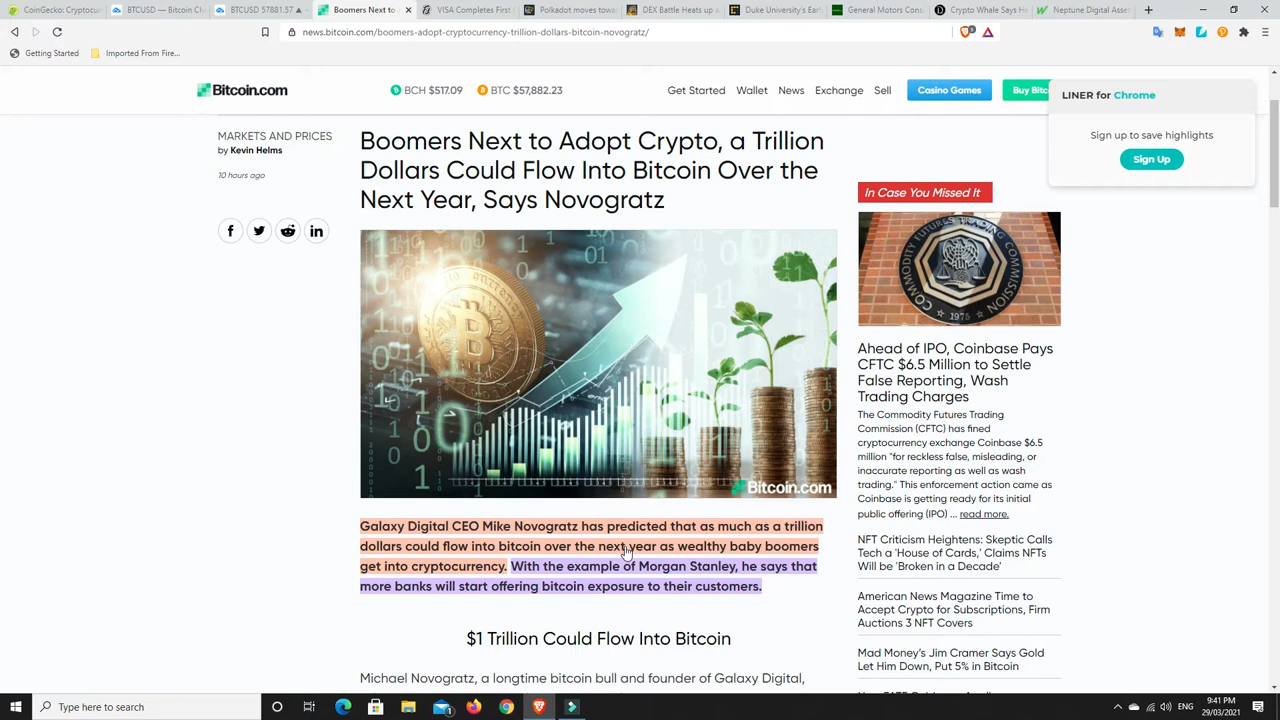 CoinGecko: Cryptocurr
BTCUSD — Bitcoin Cl
BTCUSD 57881.57 ▲
Boomers Next to
VISA Completes First
Polkadot moves towar
DEX Battle Heats up a
Duke University's Earl
General Motors Cons
Crypto Whale Says He
Neptune Digital Asset
news.bitcoin.com/boomers-adopt-cryptocurrency-trillion-dollars-bitcoin-novogratz/
Getting Started
Imported From Fire...
Bitcoin.com
BCH $517.09
BTC $57,882.23
Get Started
Wallet
News
Exchange
Sell
Casino Games
Buy Bitc
LINER for Chrome
Sign up to save highlights
Sign Up
MARKETS AND PRICES
by Kevin Helms
10 hours ago
Boomers Next to Adopt Crypto, a Trillion
Dollars Could Flow Into Bitcoin Over the
Next Year, Says Novogratz
Bitcoin.com
Galaxy Digital CEO Mike Novogratz has predicted that as much as a trillion
dollars could flow into bitcoin over the next year as wealthy baby boomers
get into cryptocurrency. With the example of Morgan Stanley, he says that
more banks will start offering bitcoin exposure to their customers.
$1 Trillion Could Flow Into Bitcoin
Michael Novogratz, a longtime bitcoin bull and founder of Galaxy Digital,
In Case You Missed It
COMMODITY FUTURES TRADING
COMMISSION
1975
Ahead of IPO, Coinbase Pays
CFTC $6.5 Million to Settle
False Reporting, Wash
Trading Charges
The Commodity Futures Trading
Commission (CFTC) has fined
cryptocurrency exchange Coinbase $6.5
million "for reckless false, misleading, or
inaccurate reporting as well as wash
trading." This enforcement action came as
Coinbase is getting ready for its initial
public offering (IPO) ... read more.
NFT Criticism Heightens: Skeptic Calls
Tech a 'House of Cards,' Claims NFTs
Will be 'Broken in a Decade'
American News Magazine Time to
Accept Crypto for Subscriptions, Firm
Auctions 3 NFT Covers
Mad Money's Jim Cramer Says Gold
Let Him Down, Put 5% in Bitcoin
Type here to search
ENG
9:41 PM
29/03/2021